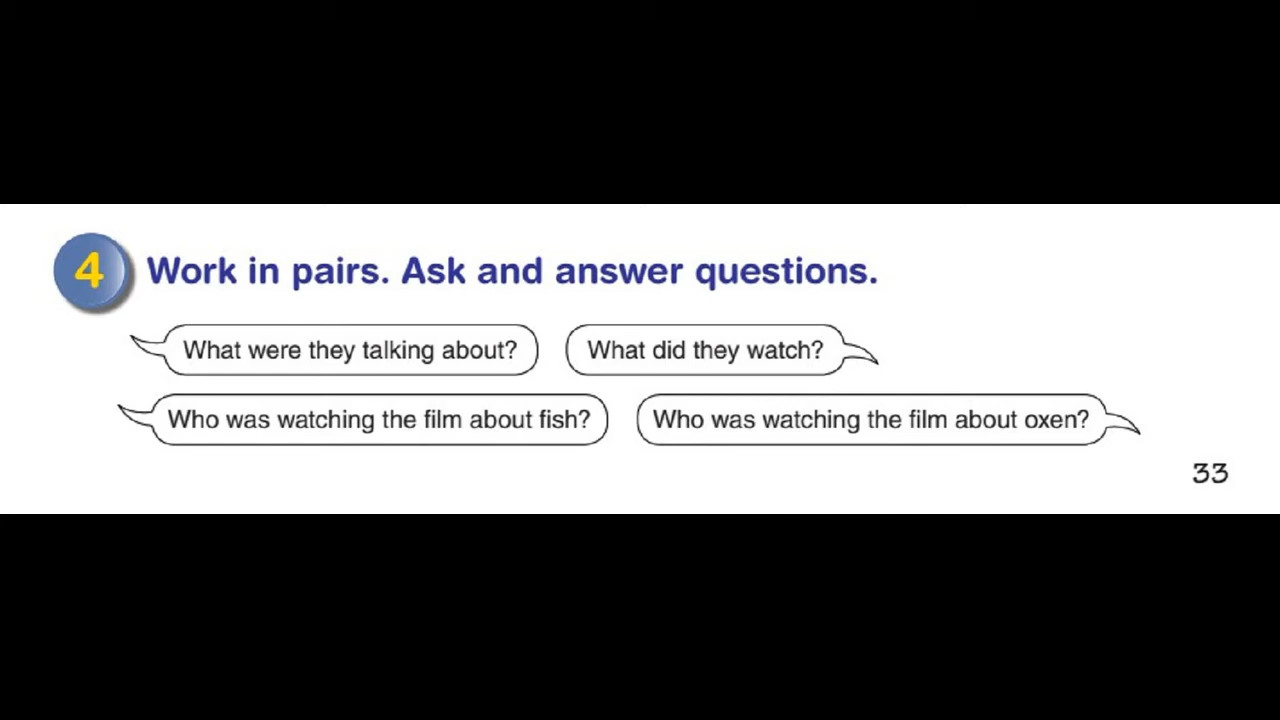 4 Work in pairs. Ask and answer questions.
What were they talking about? What did they watch?
Who was watching the film about fish? Who was watching the film about oxen?
33